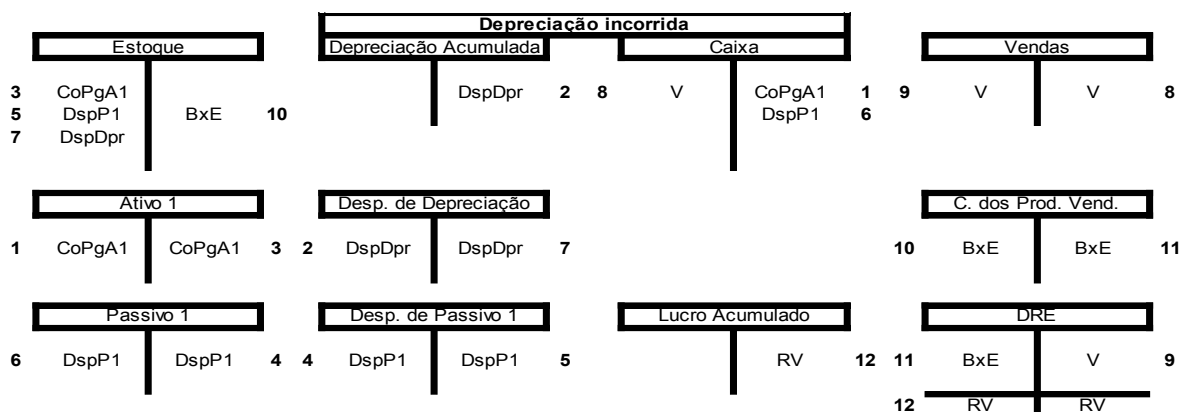 Depreciação incorrida
Estoque Depreciação Acumulada Caixa Vendas
3 CoPgA1 DspDpr 2 8 V CoPgA1 1 9 V V 8
5 DspP1 BxE 10 DspP1 6
7 DspDpr
Ativo 1 Desp. de Depreciação C. dos Prod. Vend.
1 CoPgA1 CoPgA1 3 2 DspDpr DspDpr 7 10 BxE BxE 11
Passivo 1 Desp. de Passivo 1 Lucro Acumulado DRE
6 DspP1 DspP1 4 4 DspP1 DspP1 5 RV 12 11 BxE V 9
12 RV RV